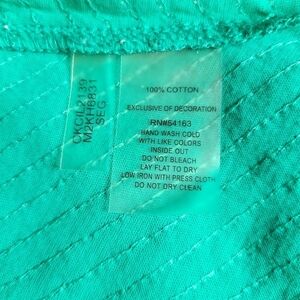 CKCIL2139
M2KH6831
SEG
100% COTTON
EXCLUSIVE OF DECORATION
RN#54163
HAND WASH COLD
WITH LIKE COLORS
INSIDE OUT
DO NOT BLEACH
LAY FLAT TO DRY
LOW IRON WITH PRESS CLOTH
DO NOT DRY CLEAN